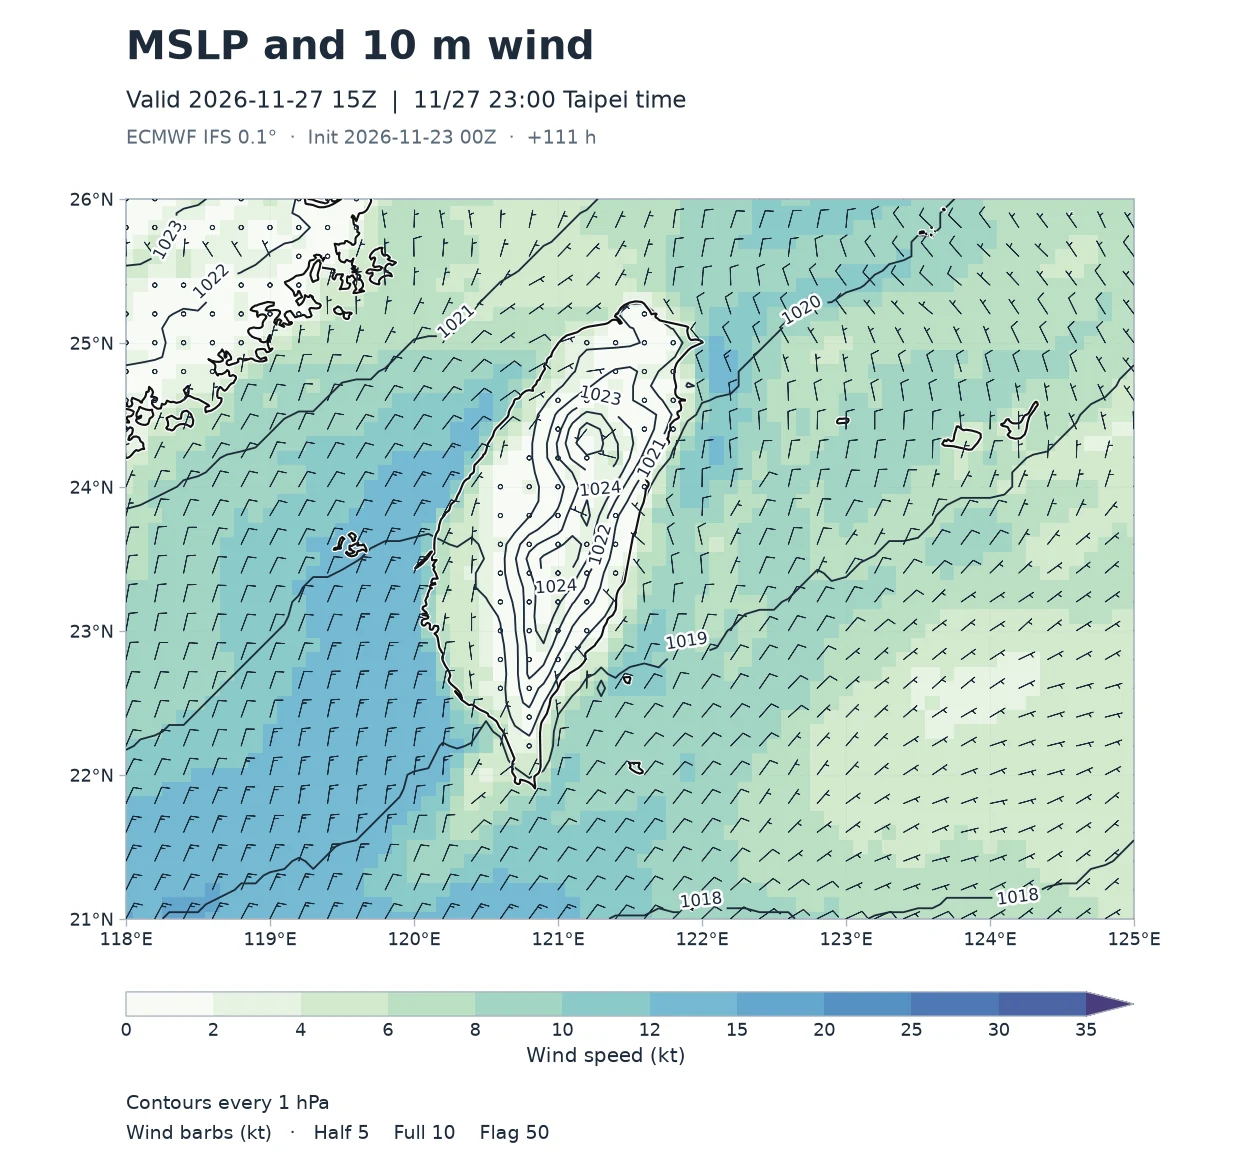 MSLP and 10 m wind
Valid 2026-11-27 15Z | 11/27 23:00 Taipei time
ECMWF IFS 0.1° · Init 2026-11-23 00Z · +111 h
26°N
25°N
24°N
23°N
22°N
21°N
1023
1022
1021
1020
1023
1021
1024
1022
1024
1019
1018
1018
118°E 119°E 120°E 121°E 122°E 123°E 124°E 125°E
0 2 4 6 8 10 12 15 20 25 30 35
Wind speed (kt)
Contours every 1 hPa
Wind barbs (kt) · Half 5 Full 10 Flag 50